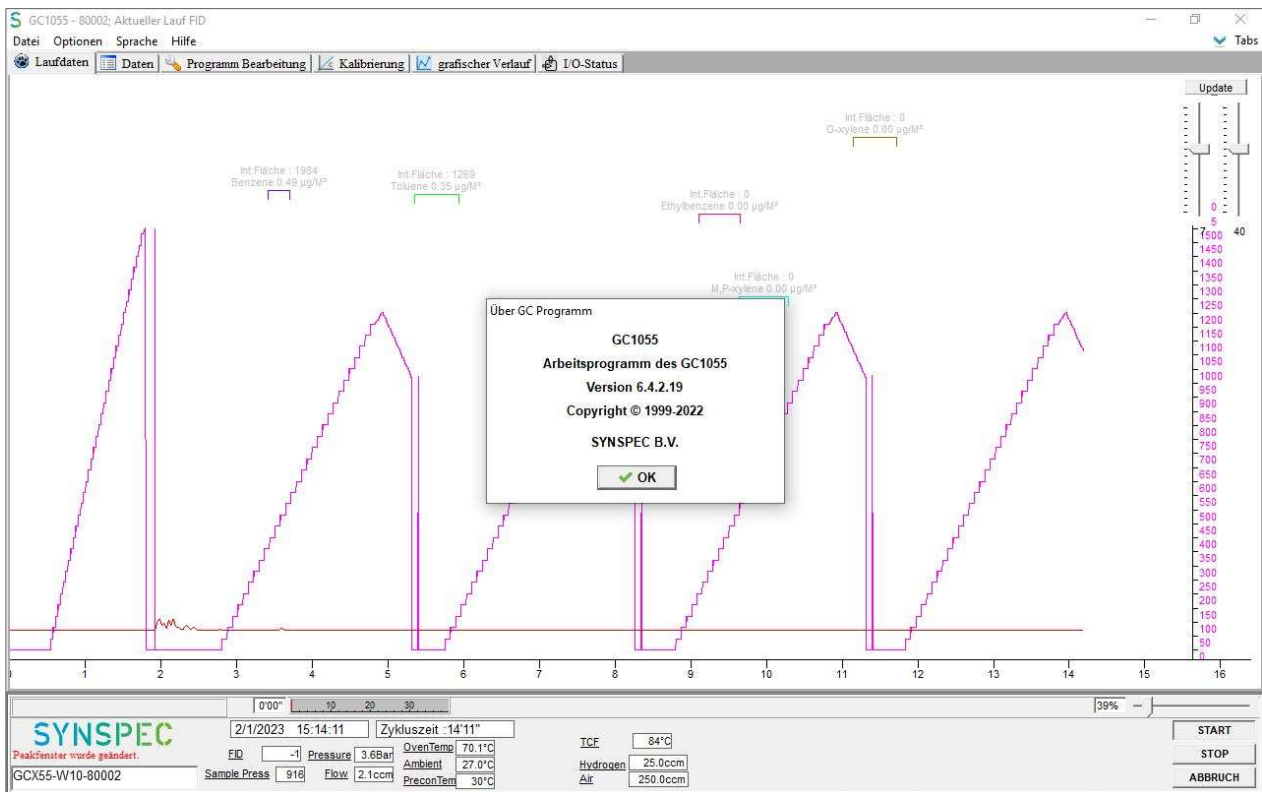 GC1055 - 80002; Aktueller Lauf FID
Datei Optionen Sprache Hilfe
Tabs
Laufdaten Daten Programm Bearbeitung Kalibrierung grafischer Verlauf I/O-Status
Update
Int.Fläche : 0
O-xylene 0.00 µg/M³
Int.Fläche : 1984
Benzene 0.49 µg/M³
Int.Fläche : 1269
Toluene 0.35 µg/M³
Int.Fläche : 0
Ethylbenzene 0.00 µg/M³
Int.Fläche : 0
M,P-xylene 0.00 µg/M³
0
5
7 40
1500
1450
1400
1350
1300
1250
1200
1150
1100
1050
1000
950
900
850
800
750
700
650
600
550
500
450
400
350
300
250
200
150
100
50
0
Über GC Programm
GC1055
Arbeitsprogramm des GC1055
Version 6.4.2.19
Copyright © 1999-2022
SYNSPEC B.V.
OK
1 2 3 4 5 6 7 8 9 10 11 12 13 14 15 16
0'00" 10 20 30
39%
SYNSPEC
Peakfenster wurde geändert.
GCX55-W10-80002
2/1/2023 15:14:11 Zykluszeit :14'11"
FID -1 Pressure 3.6Bar OvenTemp 70.1°C
Ambient 27.0°C
Sample Press 916 Flow 2.1ccm PreconTem 30°C
TCF 84°C
Hydrogen 25.0ccm
Air 250.0ccm
START
STOP
ABBRUCH